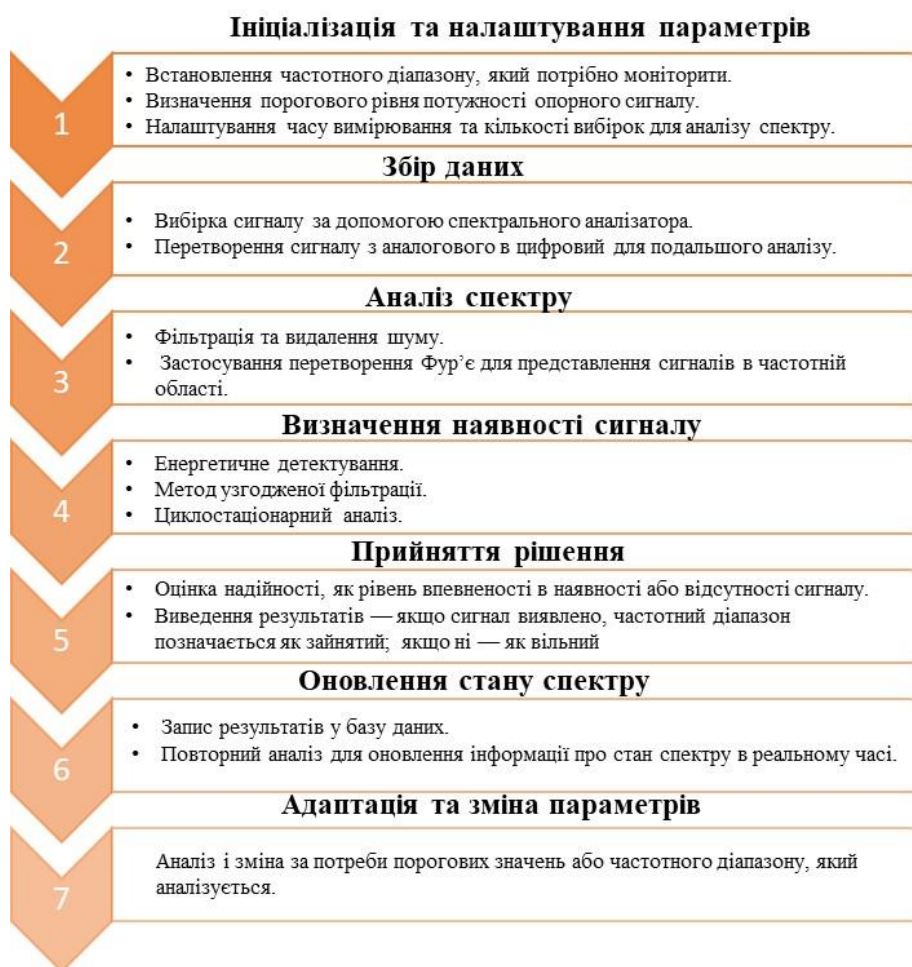 Ініціалізація та налаштування параметрів
1
• Встановлення частотного діапазону, який потрібно моніторити.
• Визначення порогового рівня потужності опорного сигналу.
• Налаштування часу вимірювання та кількості вибірок для аналізу спектру.
Збір даних
2
• Вибірка сигналу за допомогою спектрального аналізатора.
• Перетворення сигналу з аналогового в цифровий для подальшого аналізу.
Аналіз спектру
3
• Фільтрація та видалення шуму.
• Застосування перетворення Фур’є для представлення сигналів в частотній
області.
Визначення наявності сигналу
4
• Енергетичне детектування.
• Метод узгодженої фільтрації.
• Циклостаціонарний аналіз.
Прийняття рішення
5
• Оцінка надійності, як рівень впевненості в наявності або відсутності сигналу.
• Виведення результатів — якщо сигнал виявлено, частотний діапазон
позначається як зайнятий; якщо ні — як вільний
Оновлення стану спектру
6
• Запис результатів у базу даних.
• Повторний аналіз для оновлення інформації про стан спектру в реальному часі.
Адаптація та зміна параметрів
7
Аналіз і зміна за потреби порогових значень або частотного діапазону, який
аналізується.